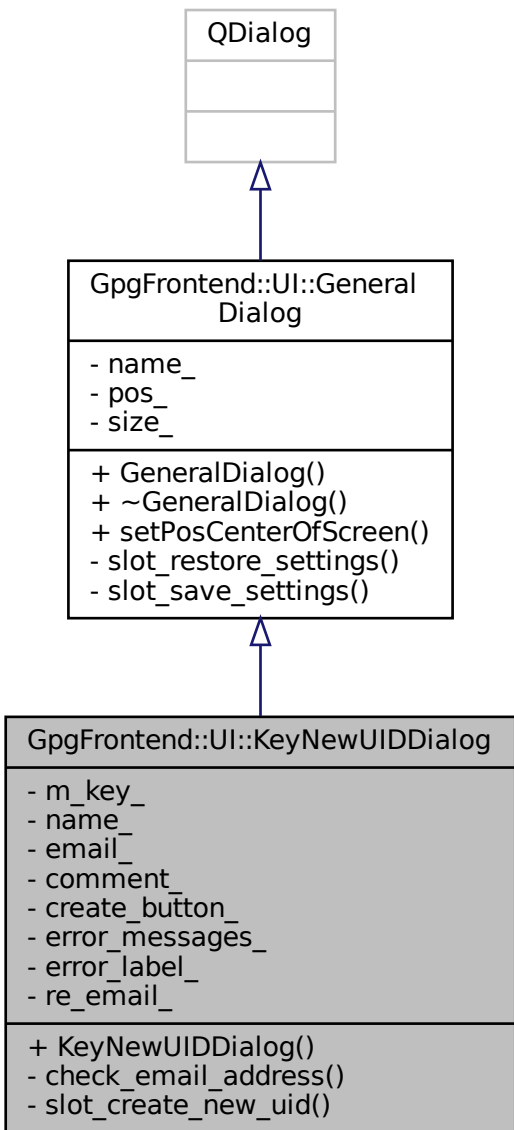 QDialog
GpgFrontend::UI::General
Dialog
- name_
- pos_
- size_
+ GeneralDialog()
+ ~GeneralDialog()
+ setPosCenterOfScreen()
- slot_restore_settings()
- slot_save_settings()
GpgFrontend::UI::KeyNewUIDDialog
- m_key_
- name_
- email_
- comment_
- create_button_
- error_messages_
- error_label_
- re_email_
+ KeyNewUIDDialog()
- check_email_address()
- slot_create_new_uid()